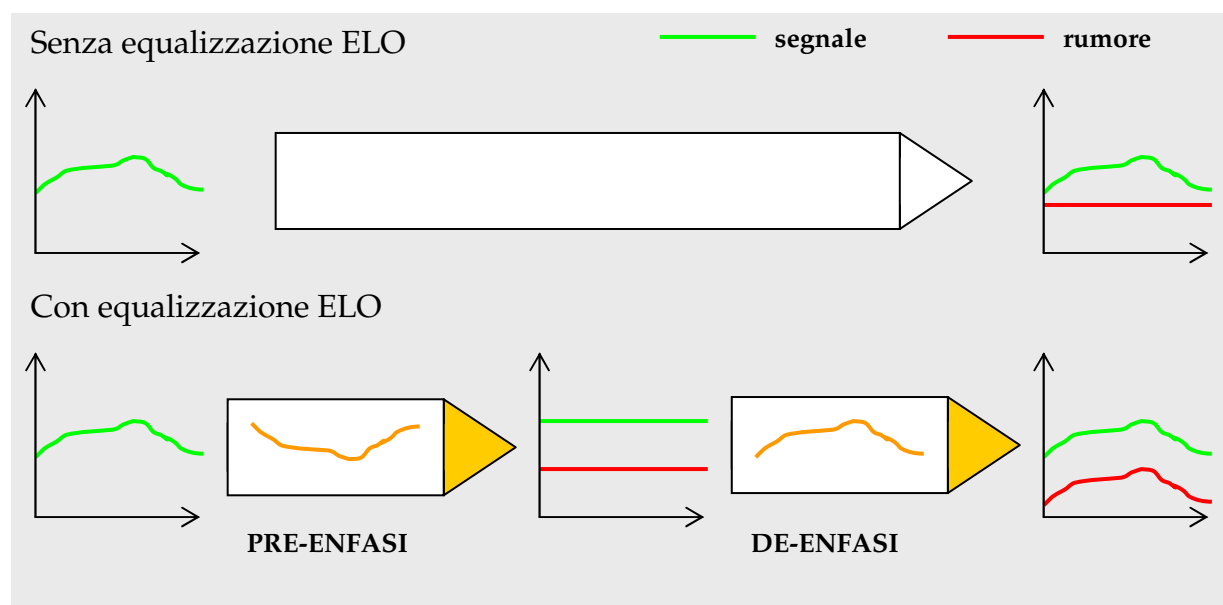 Senza equalizzazione ELO
segnale
rumore
Con equalizzazione ELO
PRE-ENFASI
DE-ENFASI